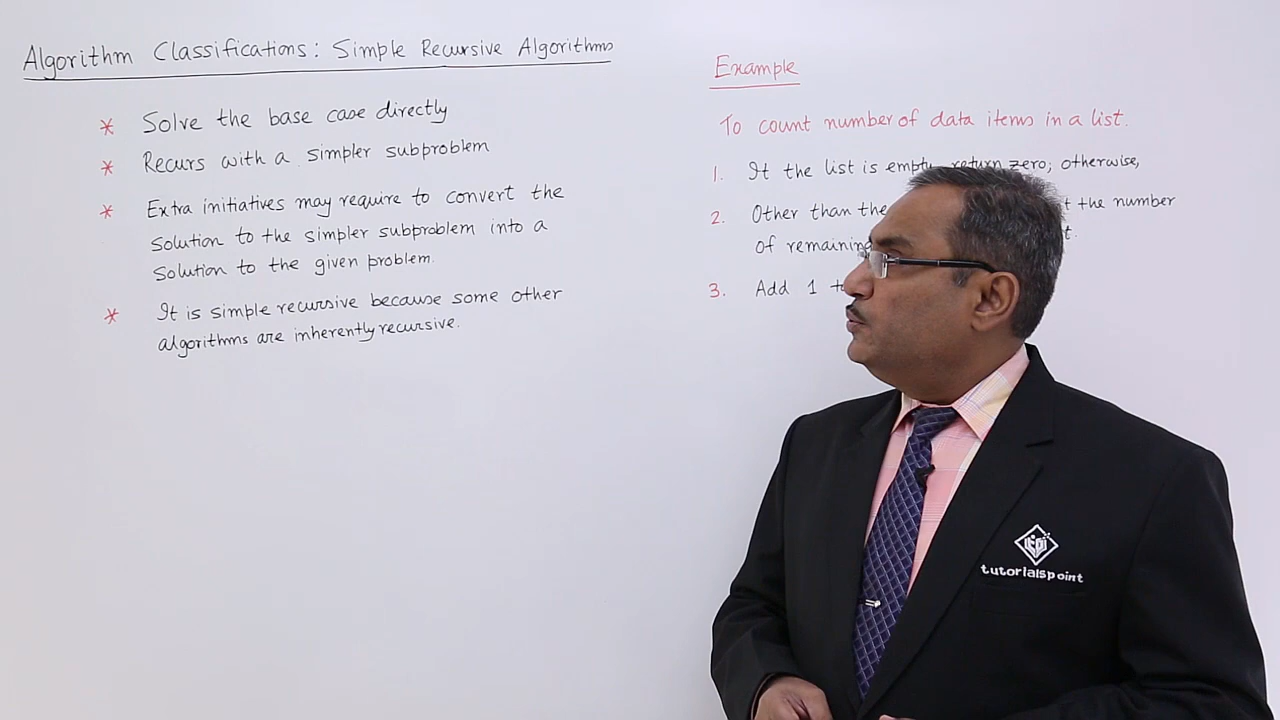 Algorithm Classifications: Simple Recursive Algorithms
* Solve the base case directly
* Recurs with a simpler subproblem
* Extra initiatives may require to convert the
solution to the simpler subproblem into a
solution to the given problem.
* It is simple recursive because some other
algorithms are inherently recursive.
Example
To count number of data items in a list.
1. If the list is empty, return zero; otherwise,
2. Other than the t the number
of remaining t.
3. Add 1
tutorialspoint